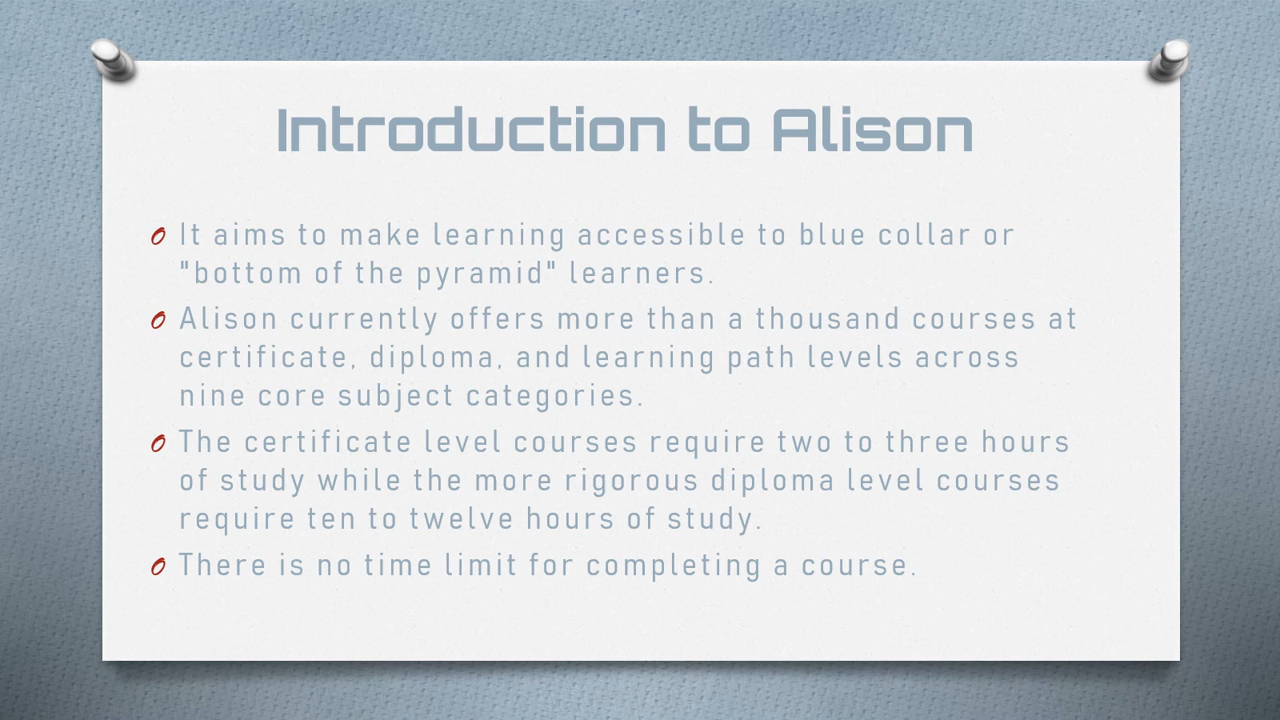 Introduction to Alison
It aims to make learning accessible to blue collar or
"bottom of the pyramid" learners.
Alison currently offers more than a thousand courses at
certificate, diploma, and learning path levels across
nine core subject categories.
The certificate level courses require two to three hours
of study while the more rigorous diploma level courses
require ten to twelve hours of study.
There is no time limit for completing a course.